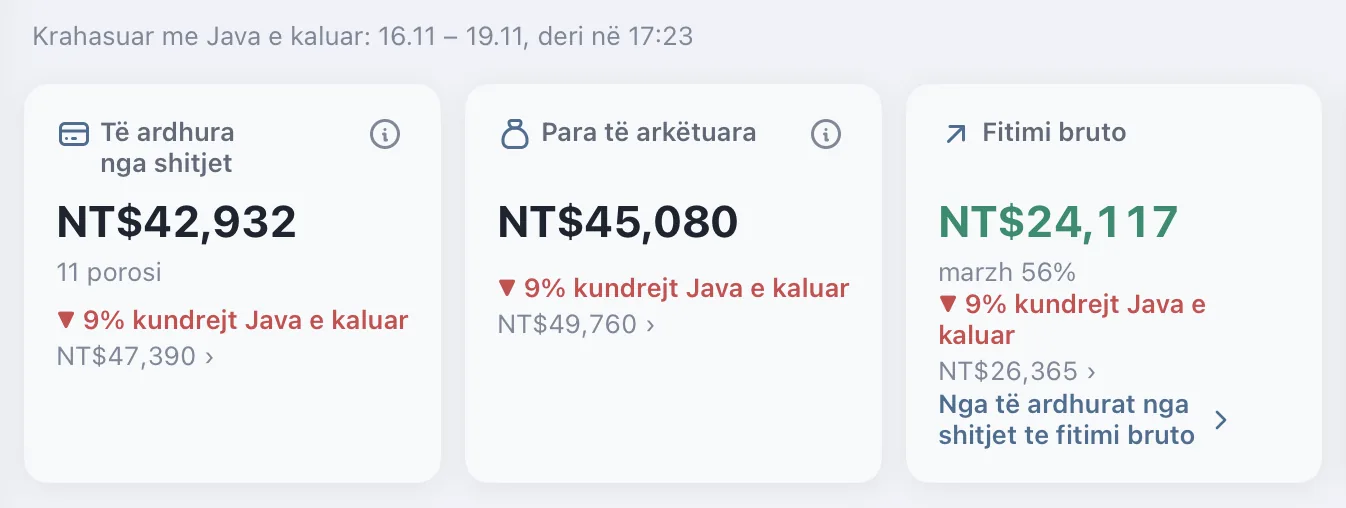 Krahasuar me Java e kaluar: 16.11 – 19.11, deri në 17:23
Të ardhura
nga shitjet
NT$42,932
11 porosi
▼ 9% kundrejt Java e kaluar
NT$47,390 ›
Para të arkëtuara
NT$45,080
▼ 9% kundrejt Java e kaluar
NT$49,760 ›
Fitimi bruto
NT$24,117
marzh 56%
▼ 9% kundrejt Java e
kaluar
NT$26,365 ›
Nga të ardhurat nga
shitjet te fitimi bruto